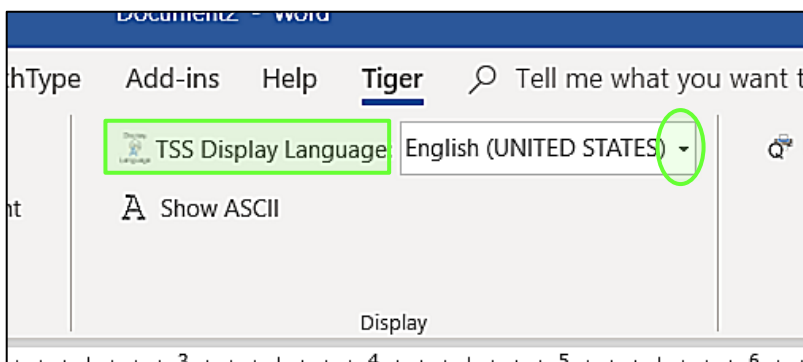 Document2 - Word
hType Add-ins Help Tiger Tell me what you want t
TSS Display Language English (UNITED STATES)
nt A Show ASCII
Display
3 4 5 6